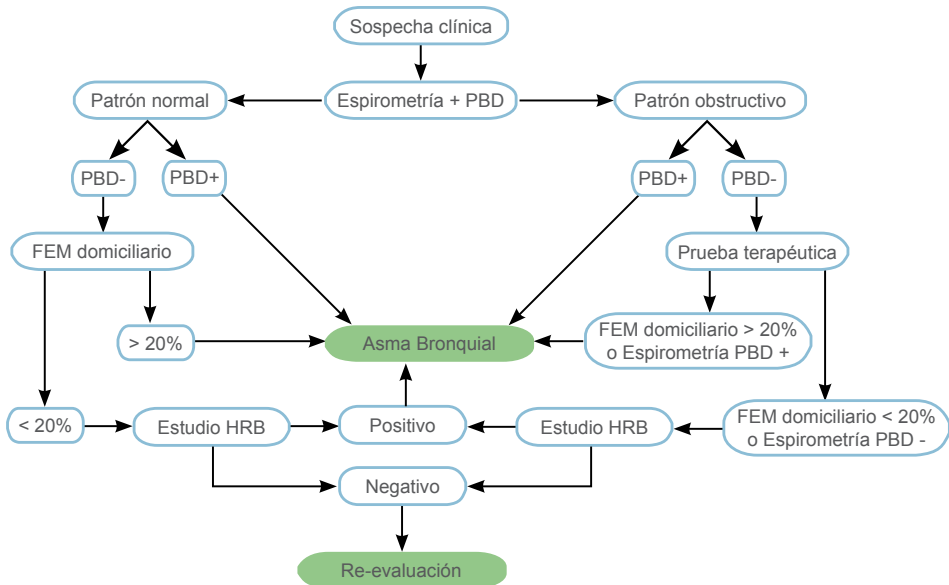 Sospecha clínica
Patrón normal
Espirometría + PBD
Patrón obstructivo
PBD-
PBD+
PBD+
PBD-
FEM domiciliario
Prueba terapéutica
> 20%
Asma Bronquial
FEM domiciliario > 20%
o Espirometría PBD +
< 20%
Estudio HRB
Positivo
Estudio HRB
FEM domiciliario < 20%
o Espirometría PBD -
Negativo
Re-evaluación